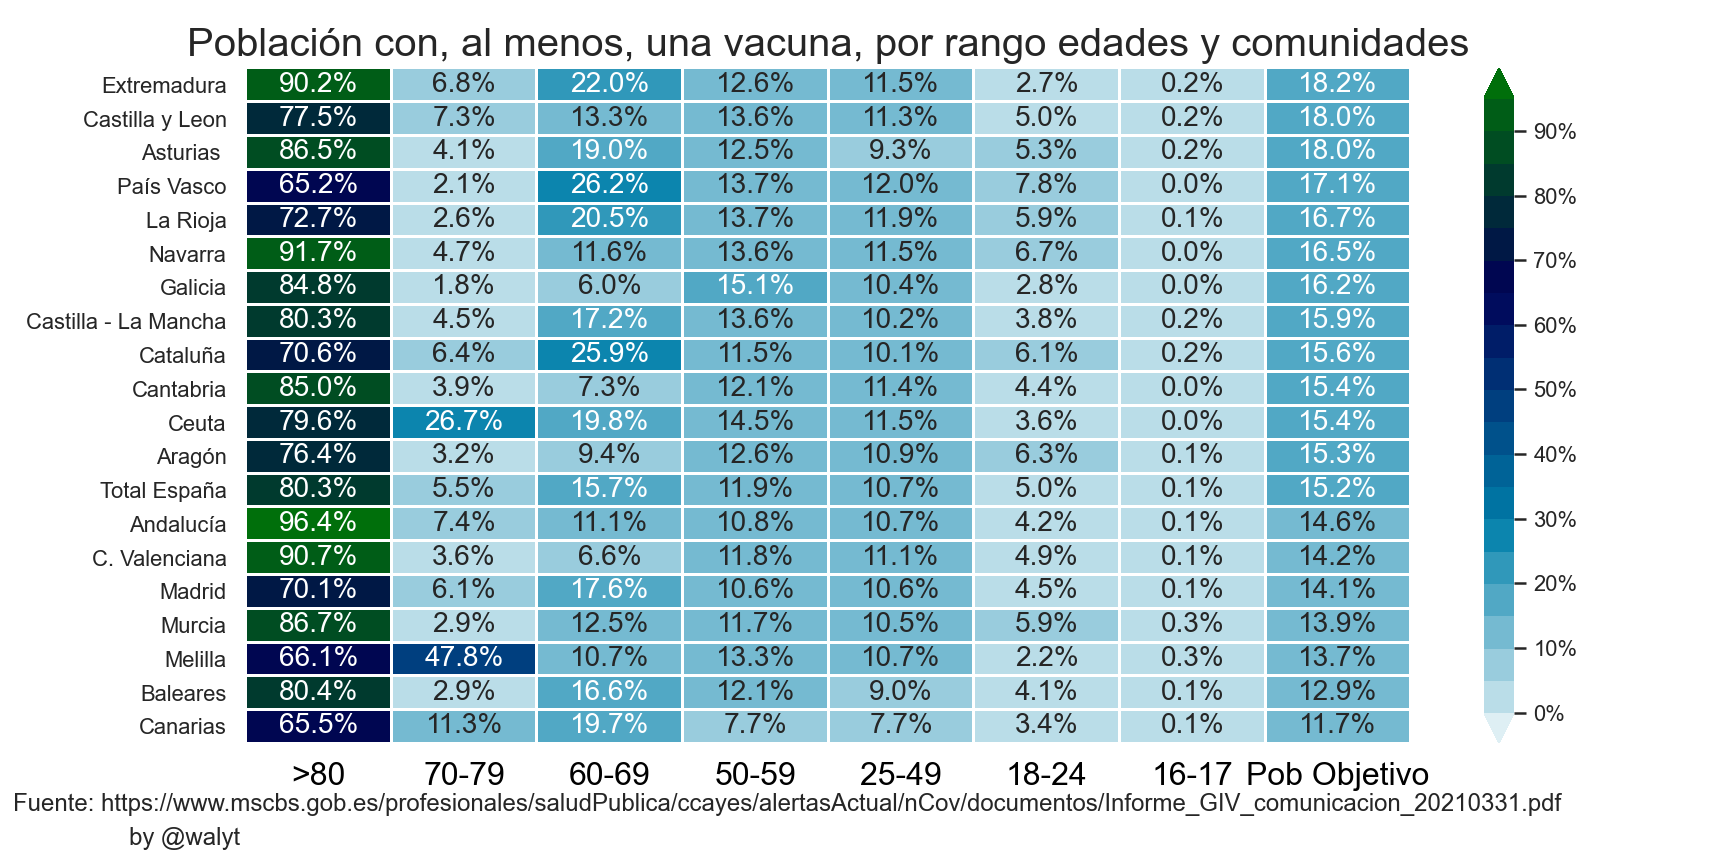 Población con, al menos, una vacuna, por rango edades y comunidades
Extremadura 90.2% 6.8% 22.0% 12.6% 11.5% 2.7% 0.2% 18.2%
Castilla y Leon 77.5% 7.3% 13.3% 13.6% 11.3% 5.0% 0.2% 18.0%
Asturias 86.5% 4.1% 19.0% 12.5% 9.3% 5.3% 0.2% 18.0%
País Vasco 65.2% 2.1% 26.2% 13.7% 12.0% 7.8% 0.0% 17.1%
La Rioja 72.7% 2.6% 20.5% 13.7% 11.9% 5.9% 0.1% 16.7%
Navarra 91.7% 4.7% 11.6% 13.6% 11.5% 6.7% 0.0% 16.5%
Galicia 84.8% 1.8% 6.0% 15.1% 10.4% 2.8% 0.0% 16.2%
Castilla - La Mancha 80.3% 4.5% 17.2% 13.6% 10.2% 3.8% 0.2% 15.9%
Cataluña 70.6% 6.4% 25.9% 11.5% 10.1% 6.1% 0.2% 15.6%
Cantabria 85.0% 3.9% 7.3% 12.1% 11.4% 4.4% 0.0% 15.4%
Ceuta 79.6% 26.7% 19.8% 14.5% 11.5% 3.6% 0.0% 15.4%
Aragón 76.4% 3.2% 9.4% 12.6% 10.9% 6.3% 0.1% 15.3%
Total España 80.3% 5.5% 15.7% 11.9% 10.7% 5.0% 0.1% 15.2%
Andalucía 96.4% 7.4% 11.1% 10.8% 10.7% 4.2% 0.1% 14.6%
C. Valenciana 90.7% 3.6% 6.6% 11.8% 11.1% 4.9% 0.1% 14.2%
Madrid 70.1% 6.1% 17.6% 10.6% 10.6% 4.5% 0.1% 14.1%
Murcia 86.7% 2.9% 12.5% 11.7% 10.5% 5.9% 0.3% 13.9%
Melilla 66.1% 47.8% 10.7% 13.3% 10.7% 2.2% 0.3% 13.7%
Baleares 80.4% 2.9% 16.6% 12.1% 9.0% 4.1% 0.1% 12.9%
Canarias 65.5% 11.3% 19.7% 7.7% 7.7% 3.4% 0.1% 11.7%
>80 70-79 60-69 50-59 25-49 18-24 16-17 Pob Objetivo
90%
80%
70%
60%
50%
40%
30%
20%
10%
0%
Fuente: https://www.mscbs.gob.es/profesionales/saludPublica/ccayes/alertasActual/nCov/documentos/Informe_GIV_comunicacion_20210331.pdf
by @walyt